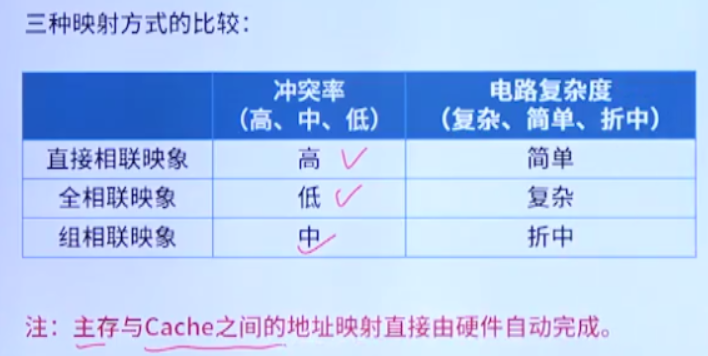 三种映射方式的比较：
冲突率
（高、中、低）
电路复杂度
（复杂、简单、折中）
直接相联映象 高 简单
全相联映象 低 复杂
组相联映象 中 折中
注：主存与Cache之间的地址映射直接由硬件自动完成。